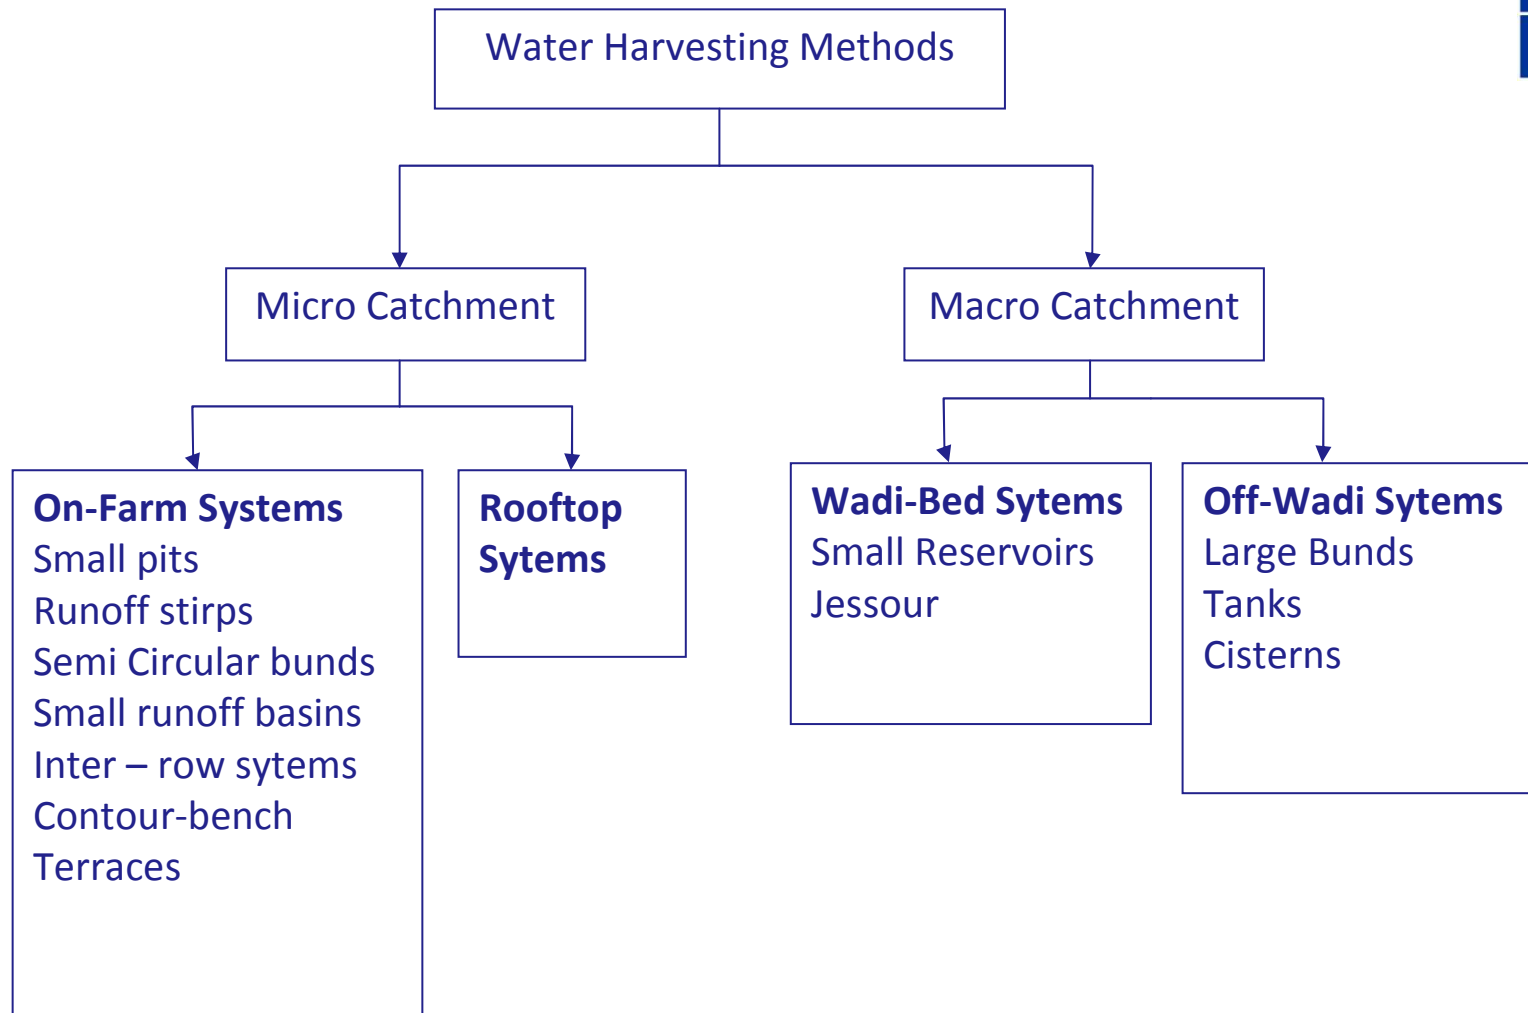 Water Harvesting Methods
Micro Catchment
Macro Catchment
On-Farm Systems
Small pits
Runoff stirps
Semi Circular bunds
Small runoff basins
Inter – row sytems
Contour-bench
Terraces
Rooftop
Sytems
Wadi-Bed Sytems
Small Reservoirs
Jessour
Off-Wadi Sytems
Large Bunds
Tanks
Cisterns